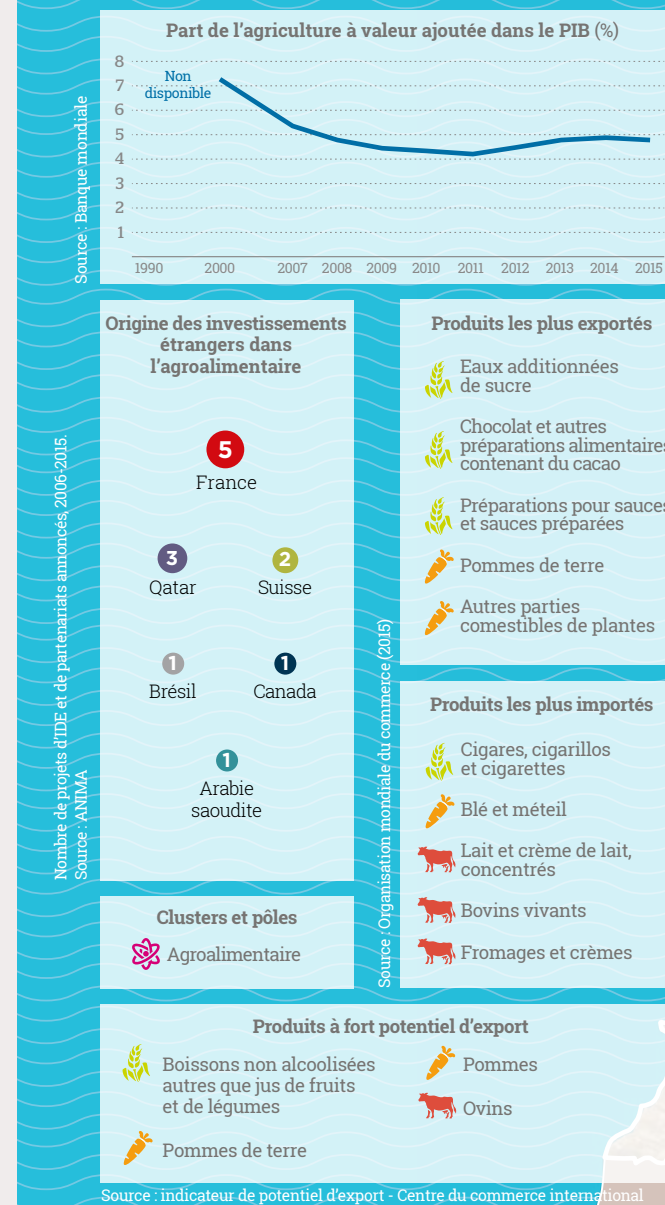 Part de l'agriculture à valeur ajoutée dans le PIB (%)
8
7
6
5
4
3
2
1
Non
disponible
1990 2000 2007 2008 2009 2010 2011 2012 2013 2014 2015
Source : Banque mondiale
Origine des investissements
étrangers dans
l'agroalimentaire
5
France
3
Qatar
2
Suisse
1
Brésil
1
Canada
1
Arabie
saoudite
Nombre de projets d'IDE et de partenariats annoncés, 2006-2015.
Source : ANIMA
Clusters et pôles
Agroalimentaire
Produits les plus exportés
Eaux additionnées
de sucre
Chocolat et autres
préparations alimentaires
contenant du cacao
Préparations pour sauces
et sauces préparées
Pommes de terre
Autres parties
comestibles de plantes
Produits les plus importés
Cigares, cigarillos
et cigarettes
Blé et méteil
Lait et crème de lait,
concentrés
Bovins vivants
Fromages et crèmes
Source : Organisation mondiale du commerce (2015)
Produits à fort potentiel d'export
Boissons non alcoolisées
autres que jus de fruits
et de légumes
Pommes de terre
Pommes
Ovins
Source : indicateur de potentiel d'export - Centre du commerce international